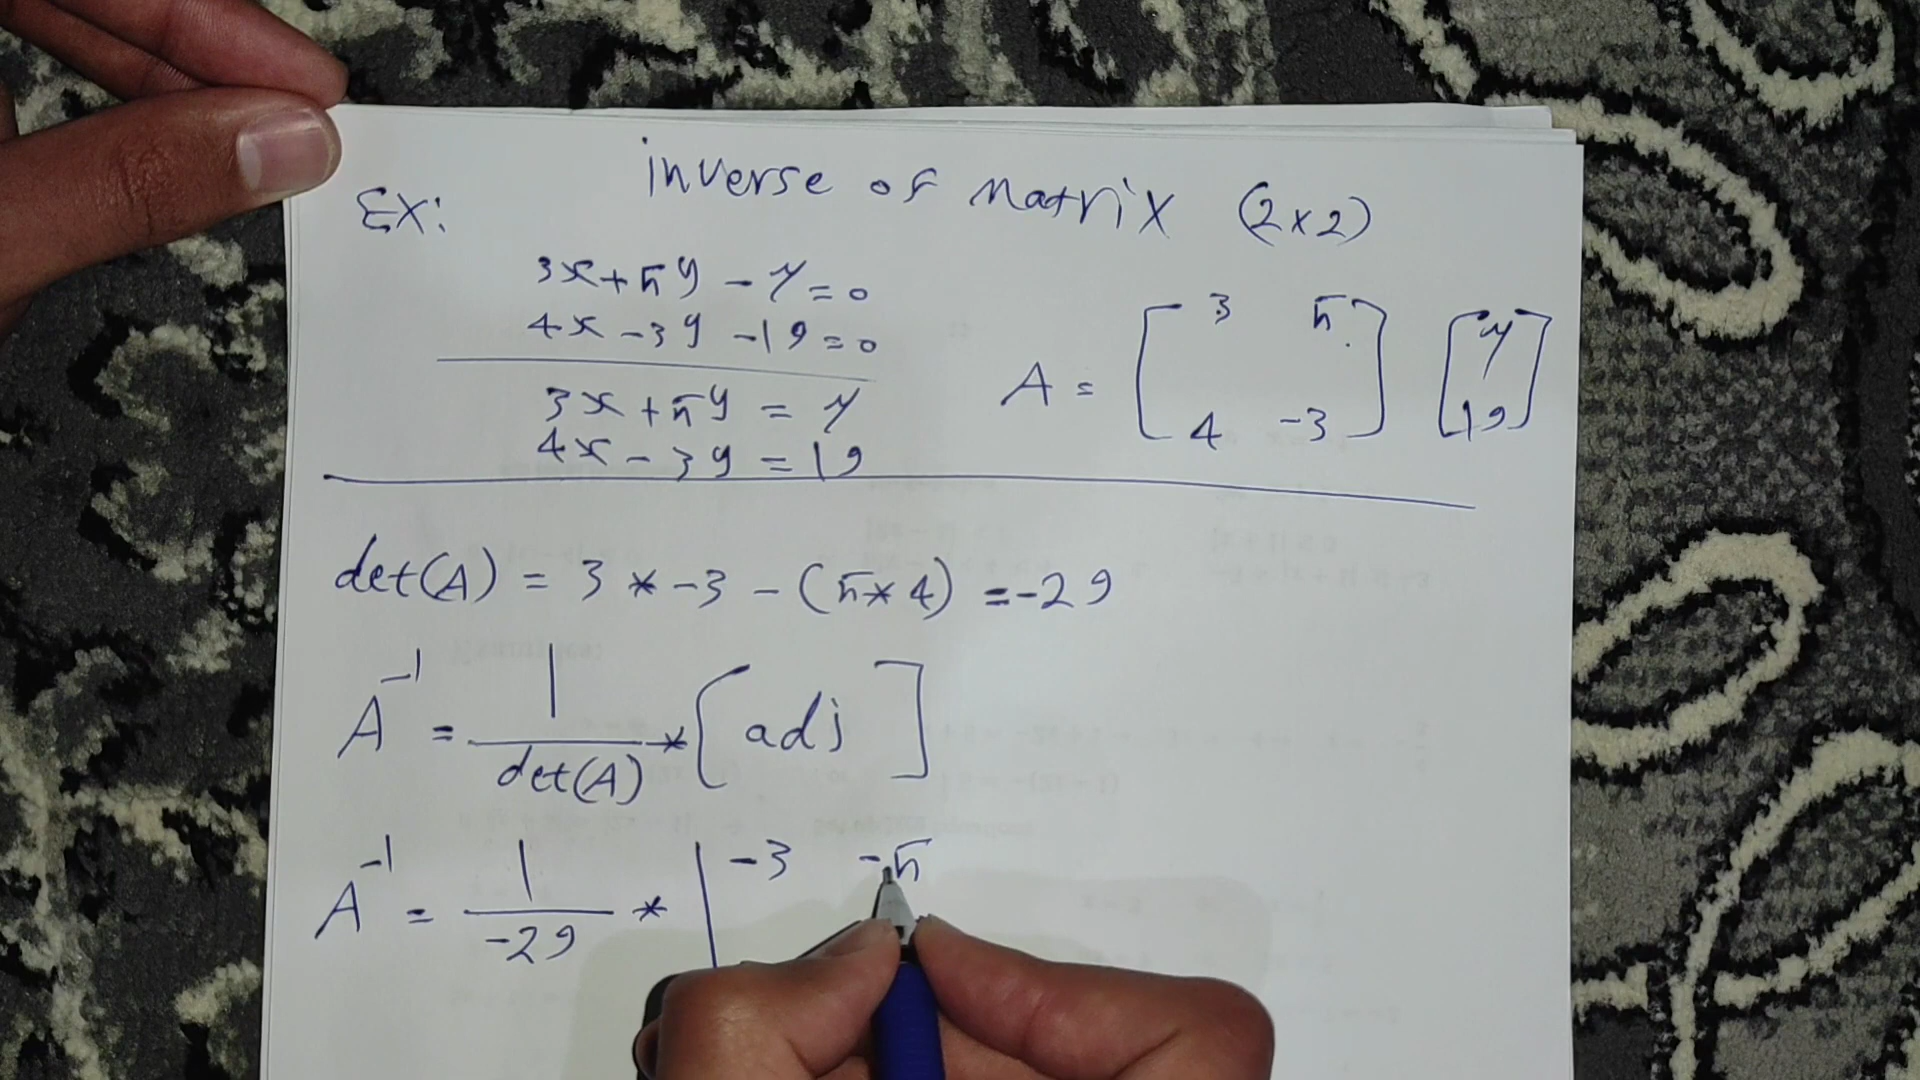 inverse of Matrix (2x2)
EX:
3x+5y - 7=0
4x -3y -19=0
3x +5y = 7
4x - 3y = 19
A = [ 3 5 ] [ 7 ]
[ 4 -3 ] [ 19 ]
det(A) = 3 * -3 - (5*4) =-29
A⁻¹ = 1/det(A) * [ adj ]
A⁻¹ = 1/-29 * | -3 -5